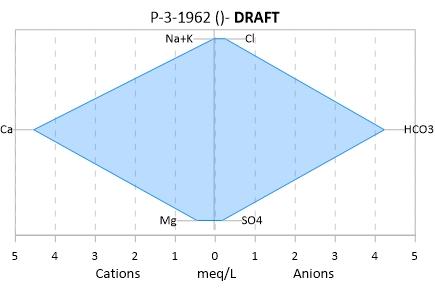 P-3-1962 ()- DRAFT
Na+K Cl
Ca HCO3
Mg SO4
5 4 3 2 1 0 1 2 3 4 5
Cations meq/L Anions